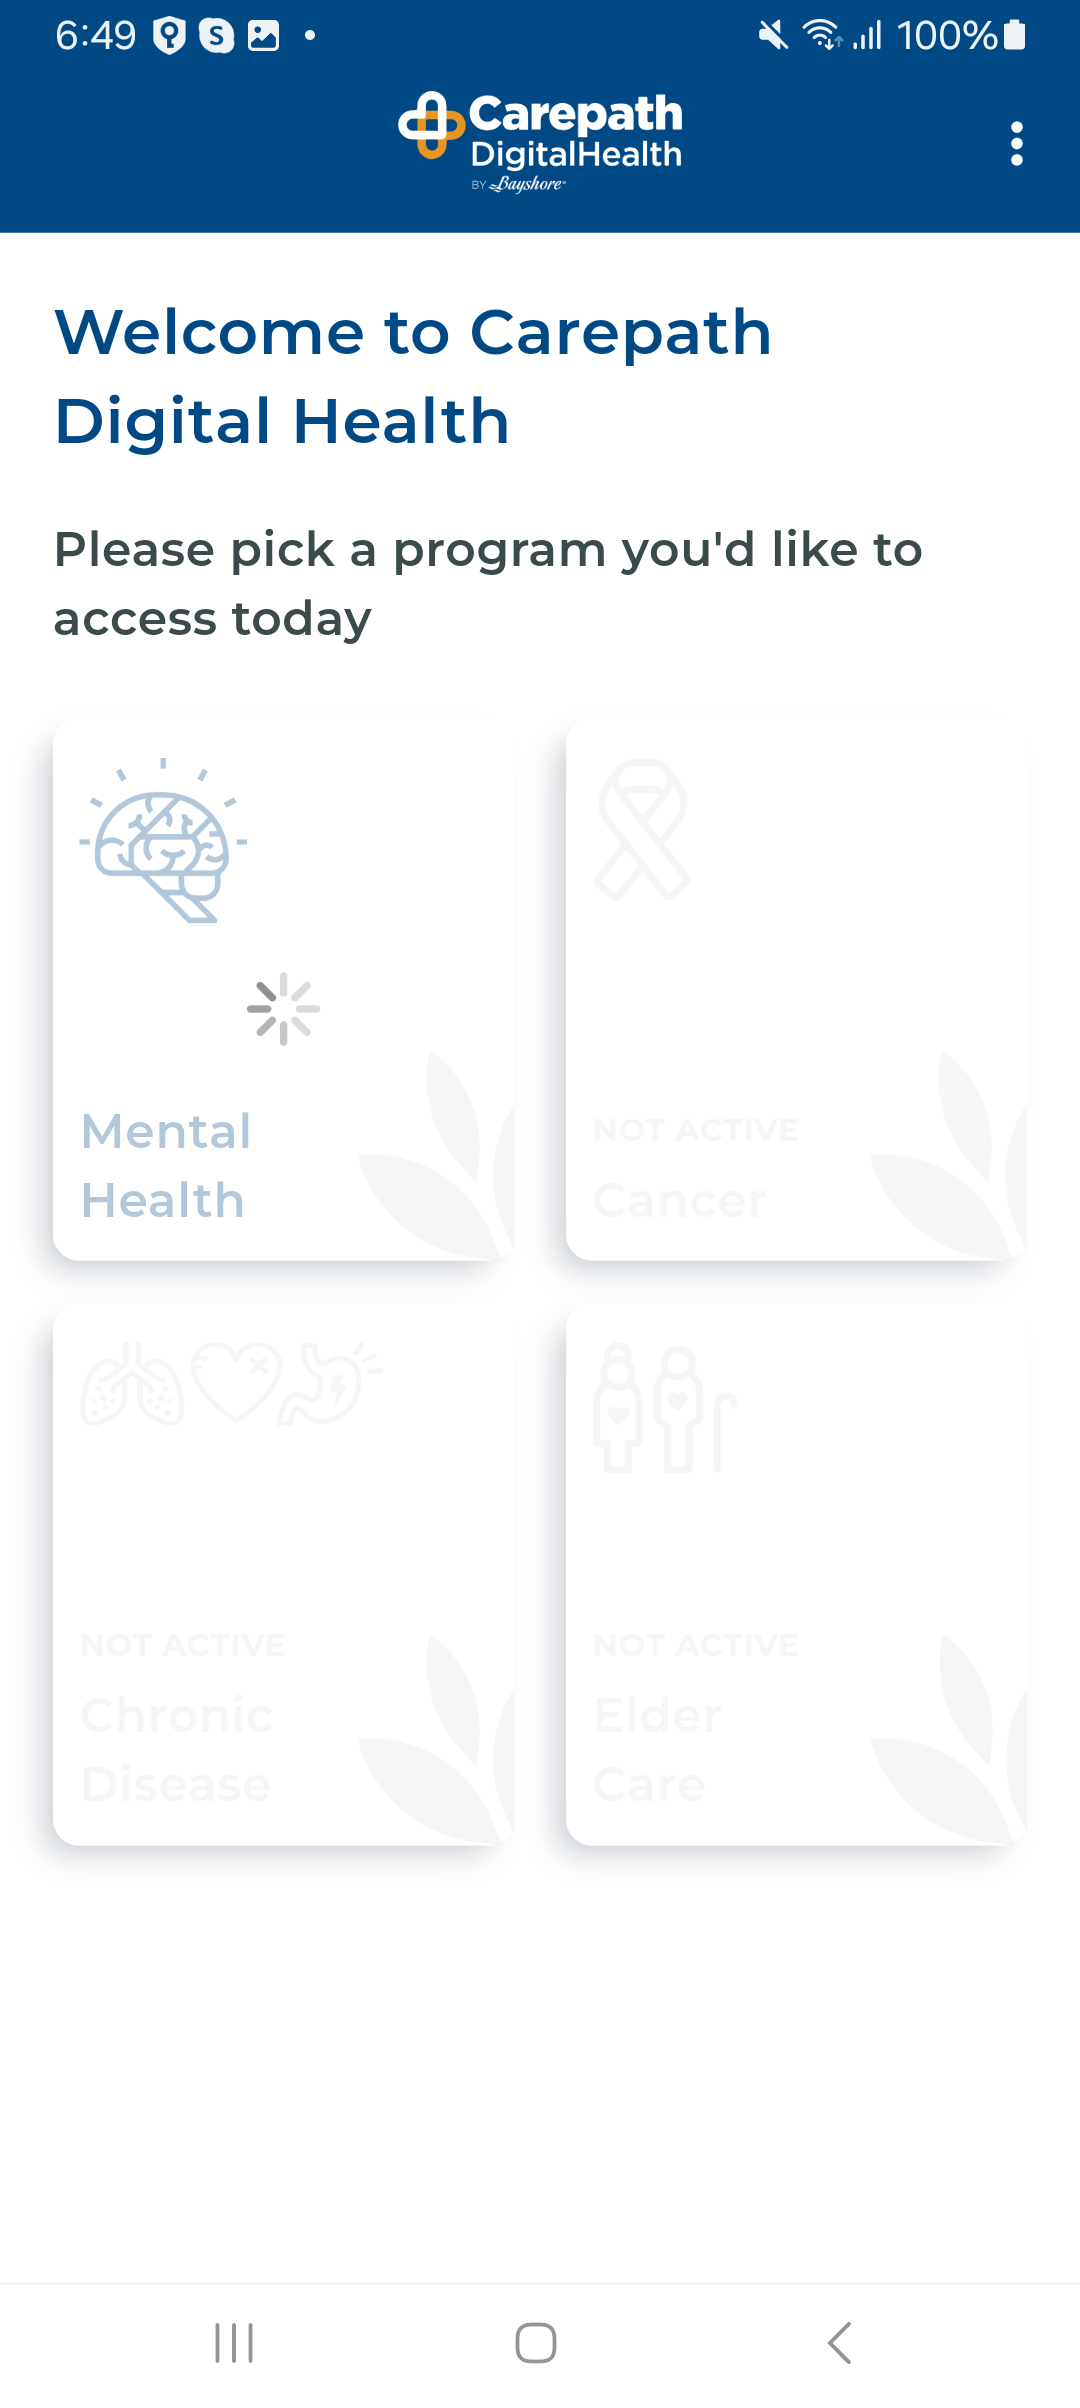 6:49
100%
Carepath
DigitalHealth
BY Bayshore
Welcome to Carepath
Digital Health
Please pick a program you'd like to
access today
Mental
Health
NOT ACTIVE
Cancer
NOT ACTIVE
Chronic
Disease
NOT ACTIVE
Elder
Care